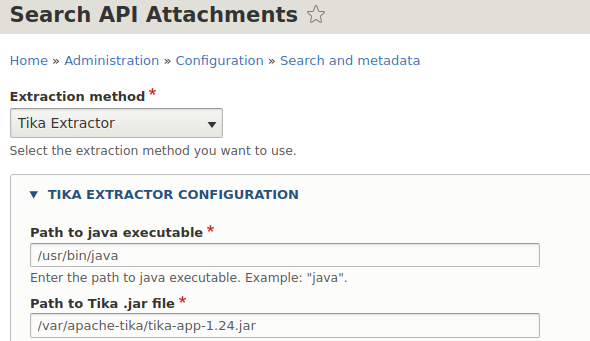 Search API Attachments
Home » Administration » Configuration » Search and metadata
Extraction method *
Tika Extractor
Select the extraction method you want to use.
TIKA EXTRACTOR CONFIGURATION
Path to java executable *
/usr/bin/java
Enter the path to java executable. Example: "java".
Path to Tika .jar file *
/var/apache-tika/tika-app-1.24.jar